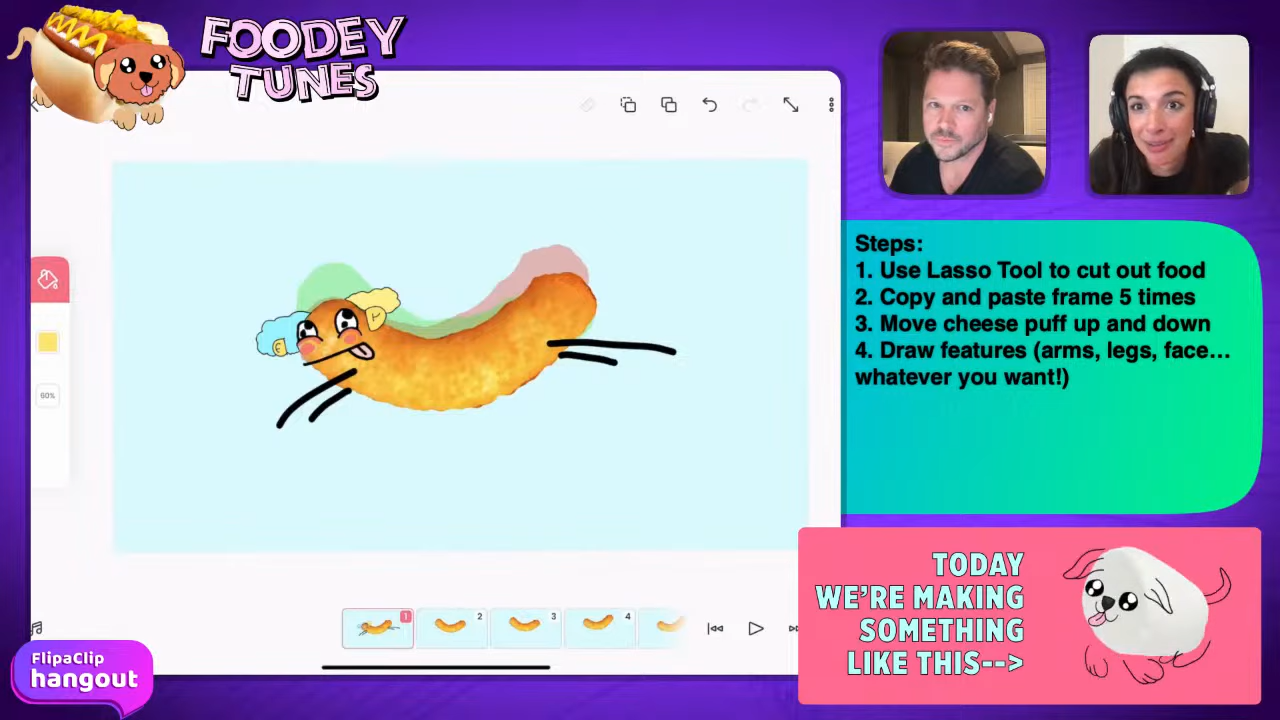 FOODEY
TUNES
Steps:
1. Use Lasso Tool to cut out food
2. Copy and paste frame 5 times
3. Move cheese puff up and down
4. Draw features (arms, legs, face...
whatever you want!)
60%
1
2
3
4
TODAY
WE'RE MAKING
SOMETHING
LIKE THIS-->
FlipaClip
hangout